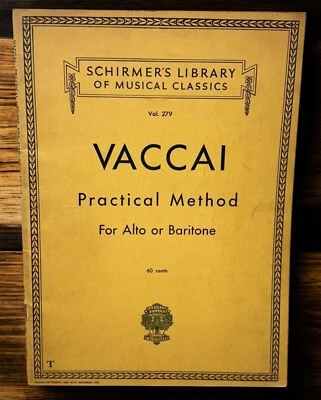 SCHIRMER'S LIBRARY
OF MUSICAL CLASSICS
Vol. 279
VACCAI
Practical Method
For Alto or Baritone
60 cents
T